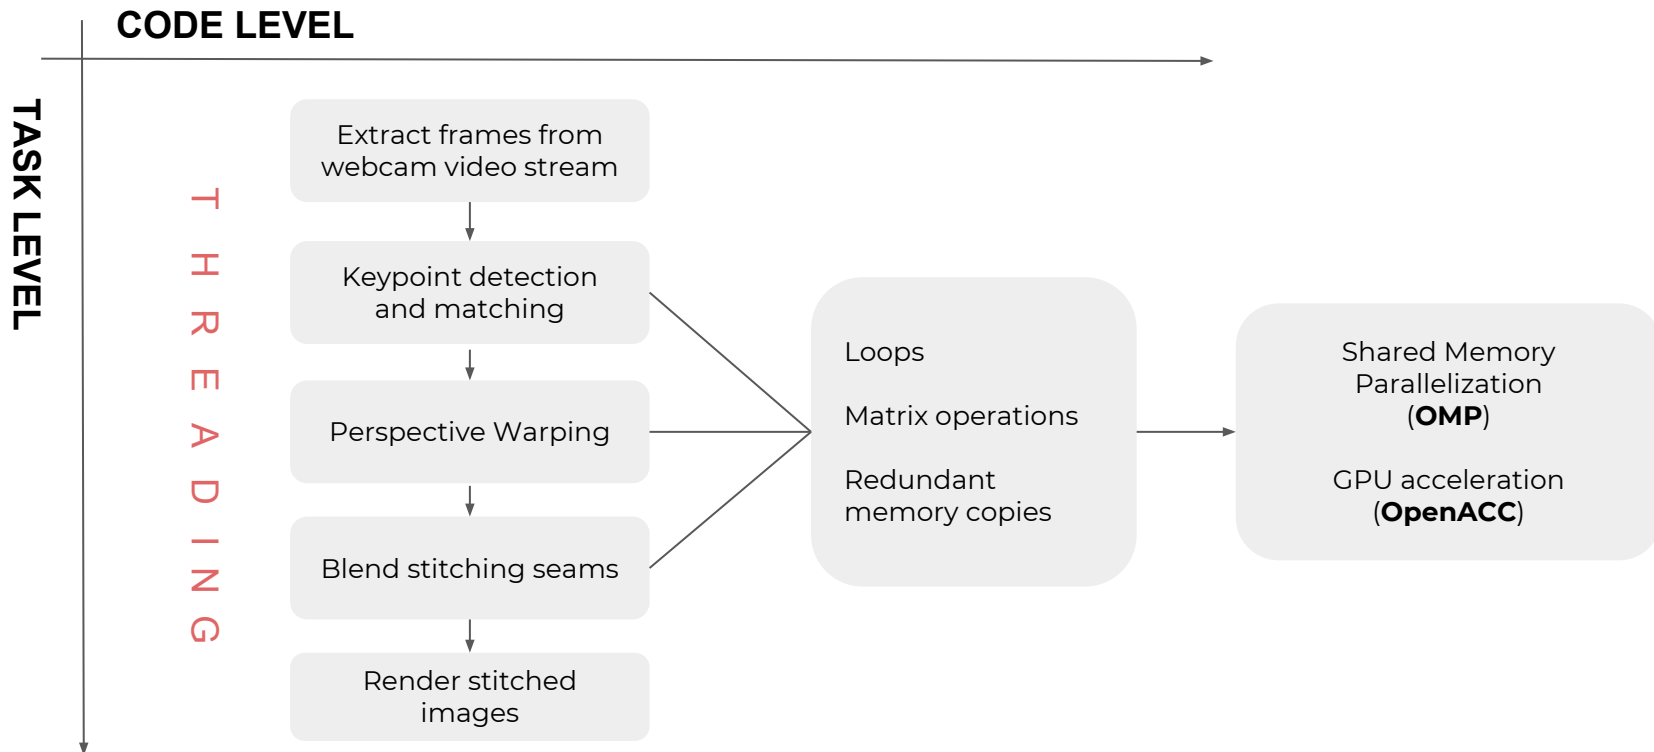 CODE LEVEL
TASK LEVEL
THREADING
Extract frames from
webcam video stream
Keypoint detection
and matching
Perspective Warping
Blend stitching seams
Render stitched
images
Loops
Matrix operations
Redundant
memory copies
Shared Memory
Parallelization
(OMP)
GPU acceleration
(OpenACC)